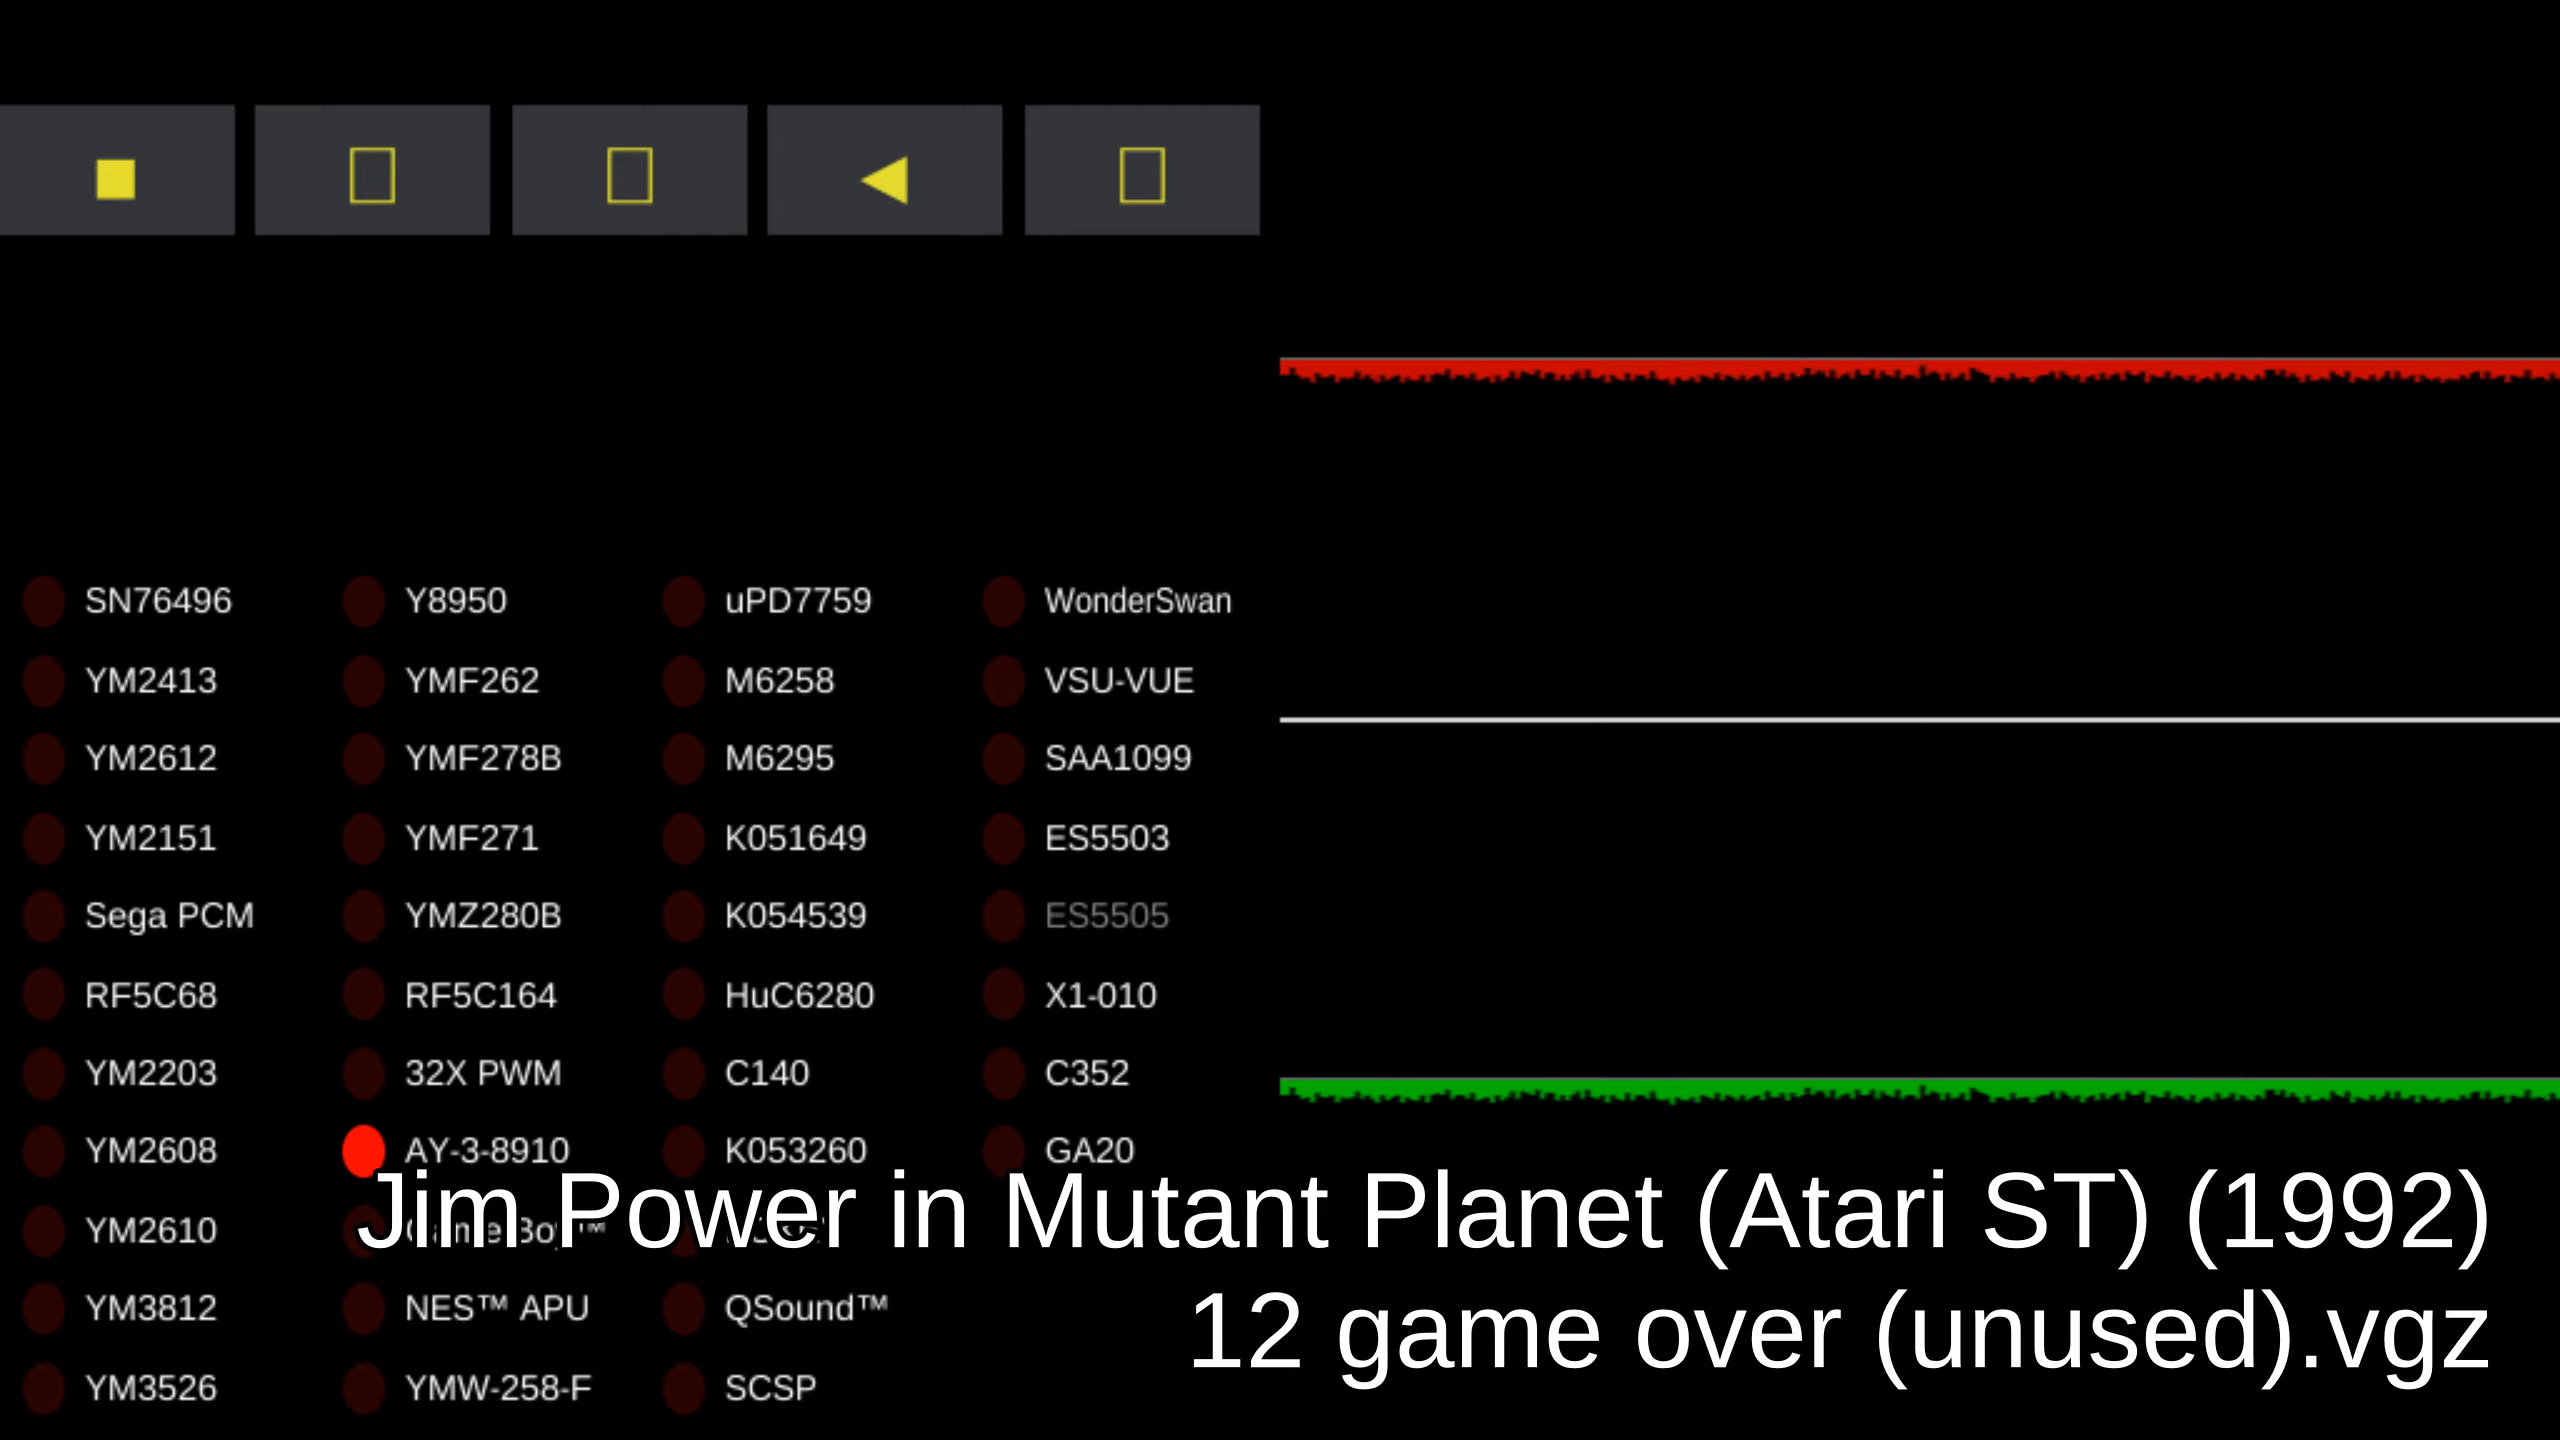 SN76496 Y8950 uPD7759 WonderSwan
YM2413 YMF262 M6258 VSU-VUE
YM2612 YMF278B M6295 SAA1099
YM2151 YMF271 K051649 ES5503
Sega PCM YMZ280B K054539 ES5505
RF5C68 RF5C164 HuC6280 X1-010
YM2203 32X PWM C140 C352
YM2608 AY-3-8910 K053260 GA20
YM2610 Game Boy™
Jim Power in Mutant Planet (Atari ST) (1992)
YM3812 NES™ APU QSound™
12 game over (unused).vgz
YM3526 YMW-258-F SCSP